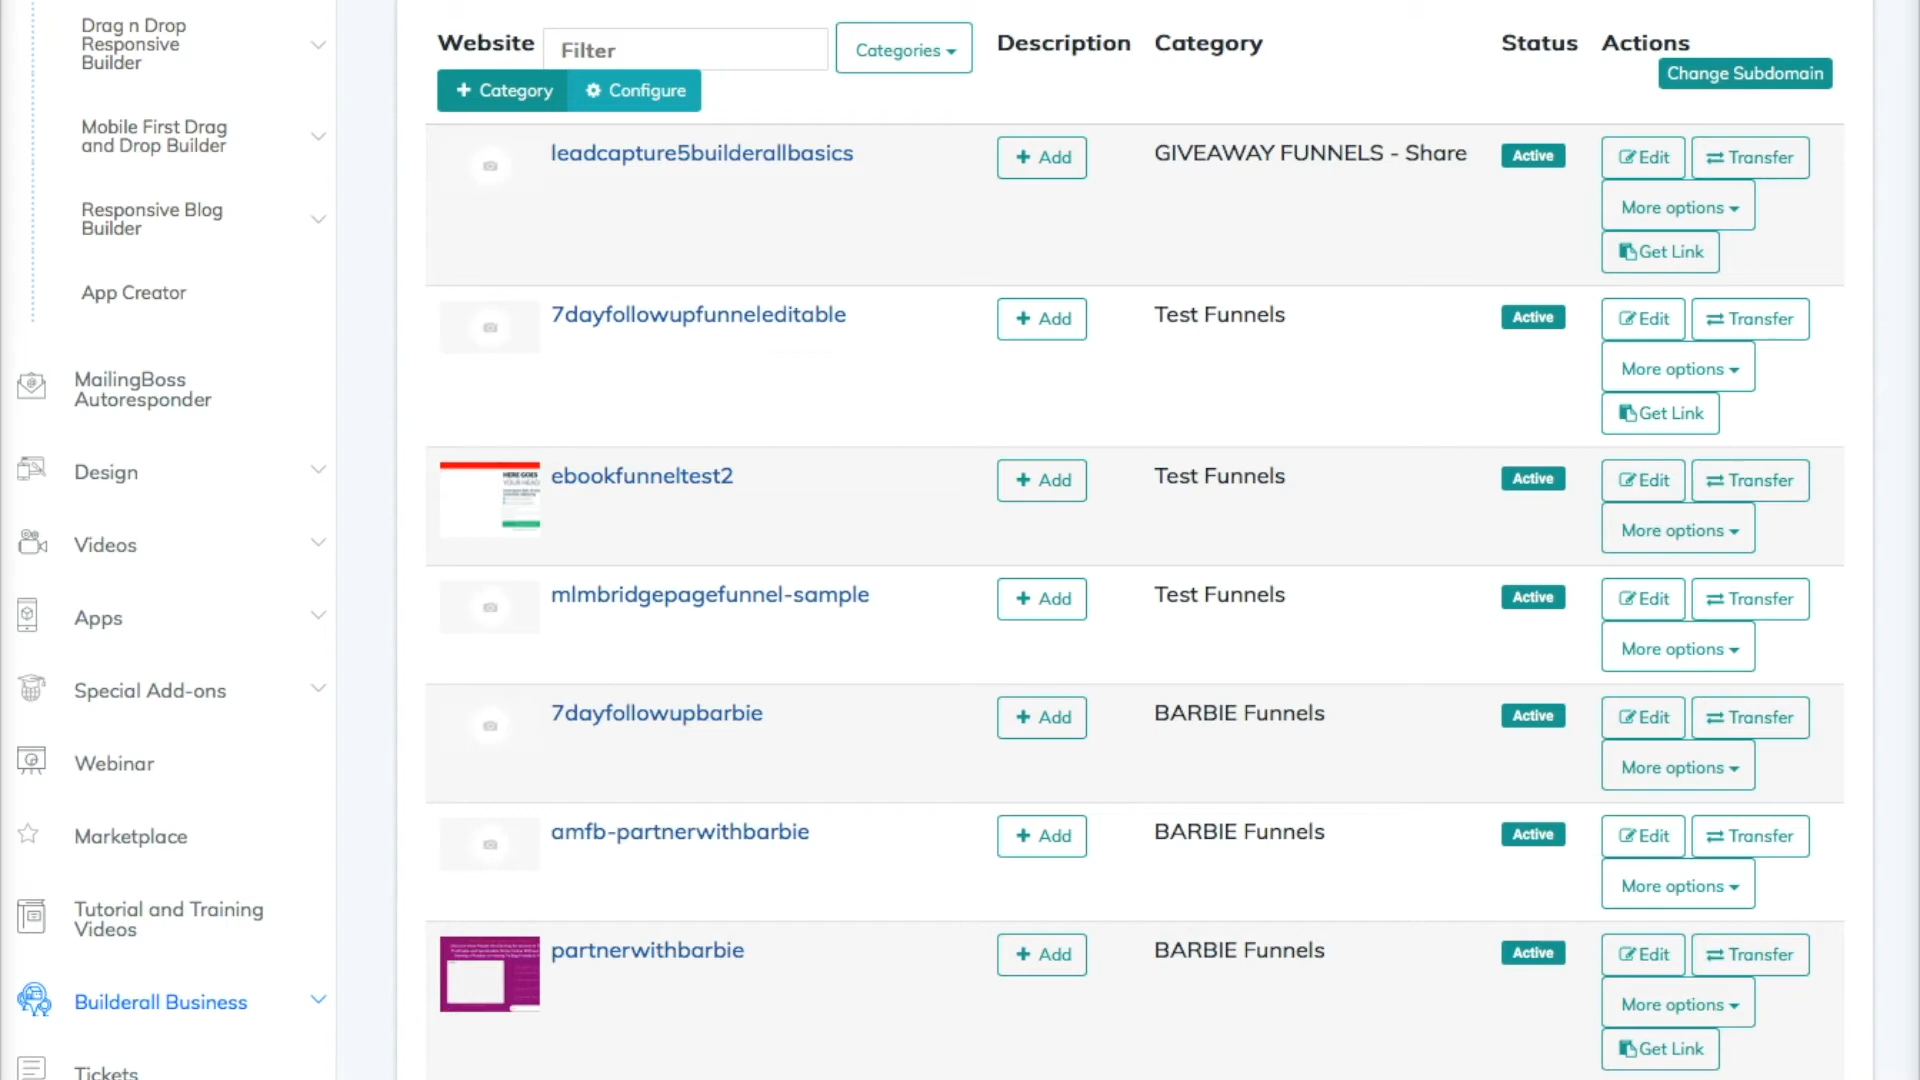 Drag n Drop
Responsive
Builder
Mobile First Drag
and Drop Builder
Responsive Blog
Builder
App Creator
MailingBoss
Autoresponder
Design
Videos
Apps
Special Add-ons
Webinar
Marketplace
Tutorial and Training
Videos
Builderall Business
Tickets
Website Filter Categories Description Category Status Actions
Change Subdomain
+ Category Configure
leadcapture5builderallbasics + Add GIVEAWAY FUNNELS - Share Active Edit Transfer
More options
Get Link
7dayfollowupfunneleditable + Add Test Funnels Active Edit Transfer
More options
Get Link
HERE GOES
YOUR HEAD
ebookfunneltest2 + Add Test Funnels Active Edit Transfer
More options
mlmbridgepagefunnel-sample + Add Test Funnels Active Edit Transfer
More options
7dayfollowupbarbie + Add BARBIE Funnels Active Edit Transfer
More options
amfb-partnerwithbarbie + Add BARBIE Funnels Active Edit Transfer
More options
partnerwithbarbie + Add BARBIE Funnels Active Edit Transfer
More options
Get Link